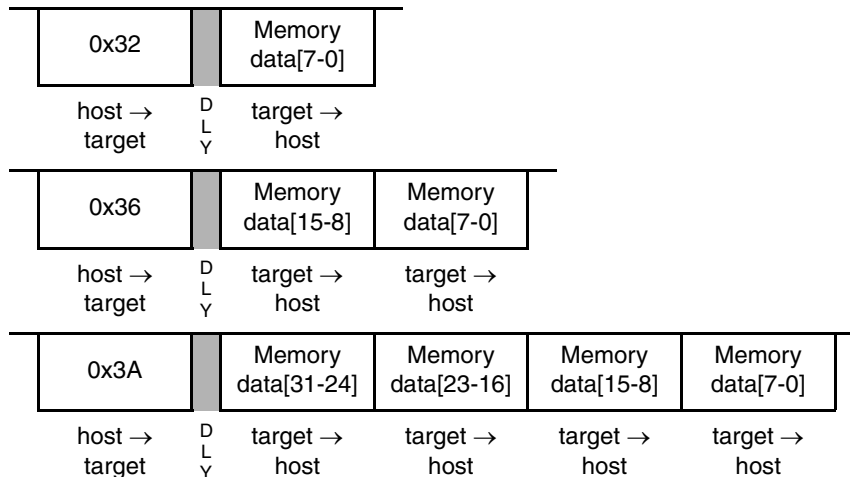 0x32 Memory
data[7-0]
host → D L Y target →
target host
0x36 Memory Memory
data[15-8] data[7-0]
host → D L Y target → target →
target host host
0x3A Memory Memory Memory Memory
data[31-24] data[23-16] data[15-8] data[7-0]
host → D L Y target → target → target → target →
target host host host host